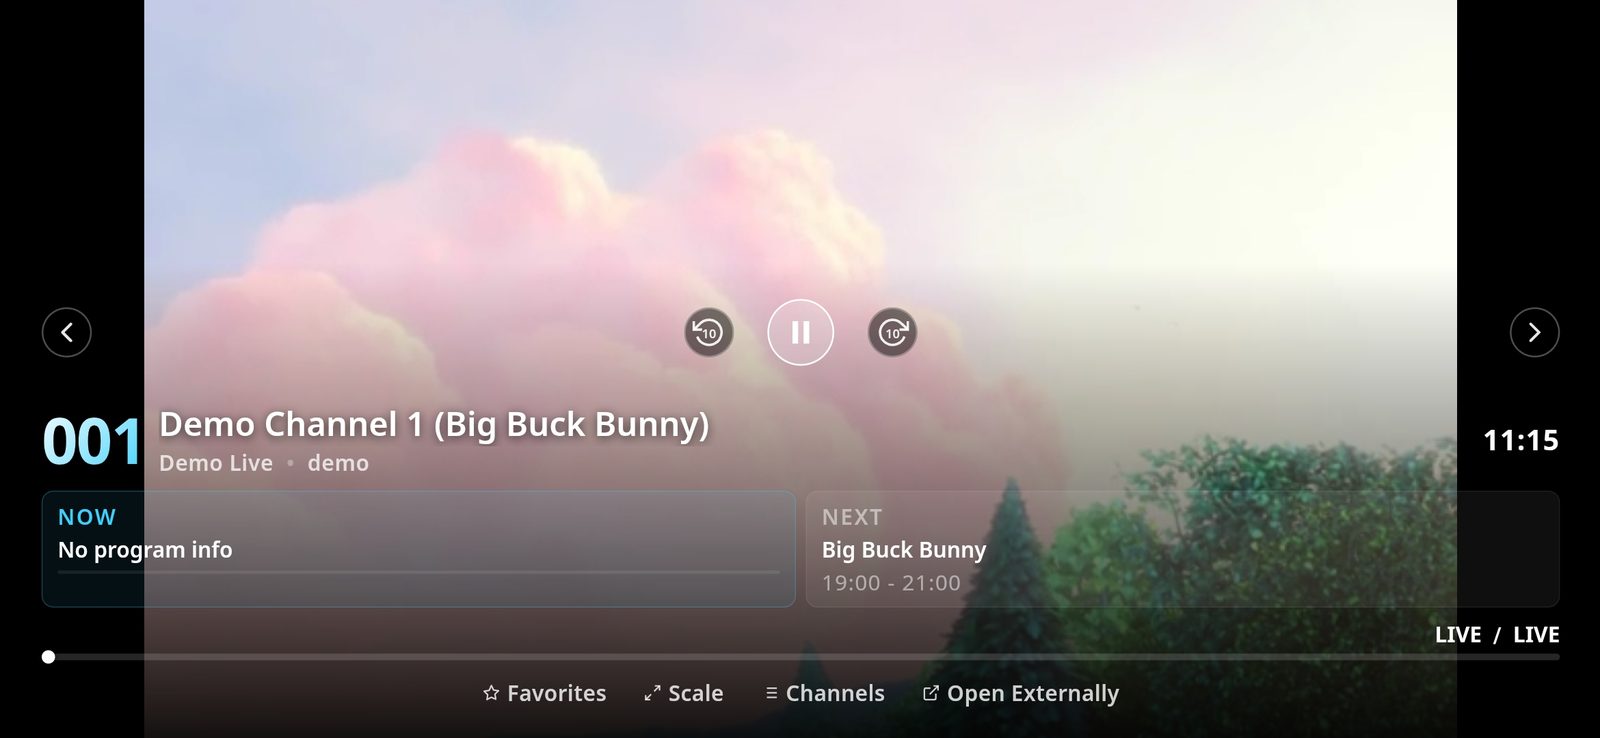 10
10
001
Demo Channel 1 (Big Buck Bunny)
Demo Live • demo
11:15
NOW
No program info
NEXT
Big Buck Bunny
19:00 - 21:00
LIVE / LIVE
Favorites
Scale
Channels
Open Externally